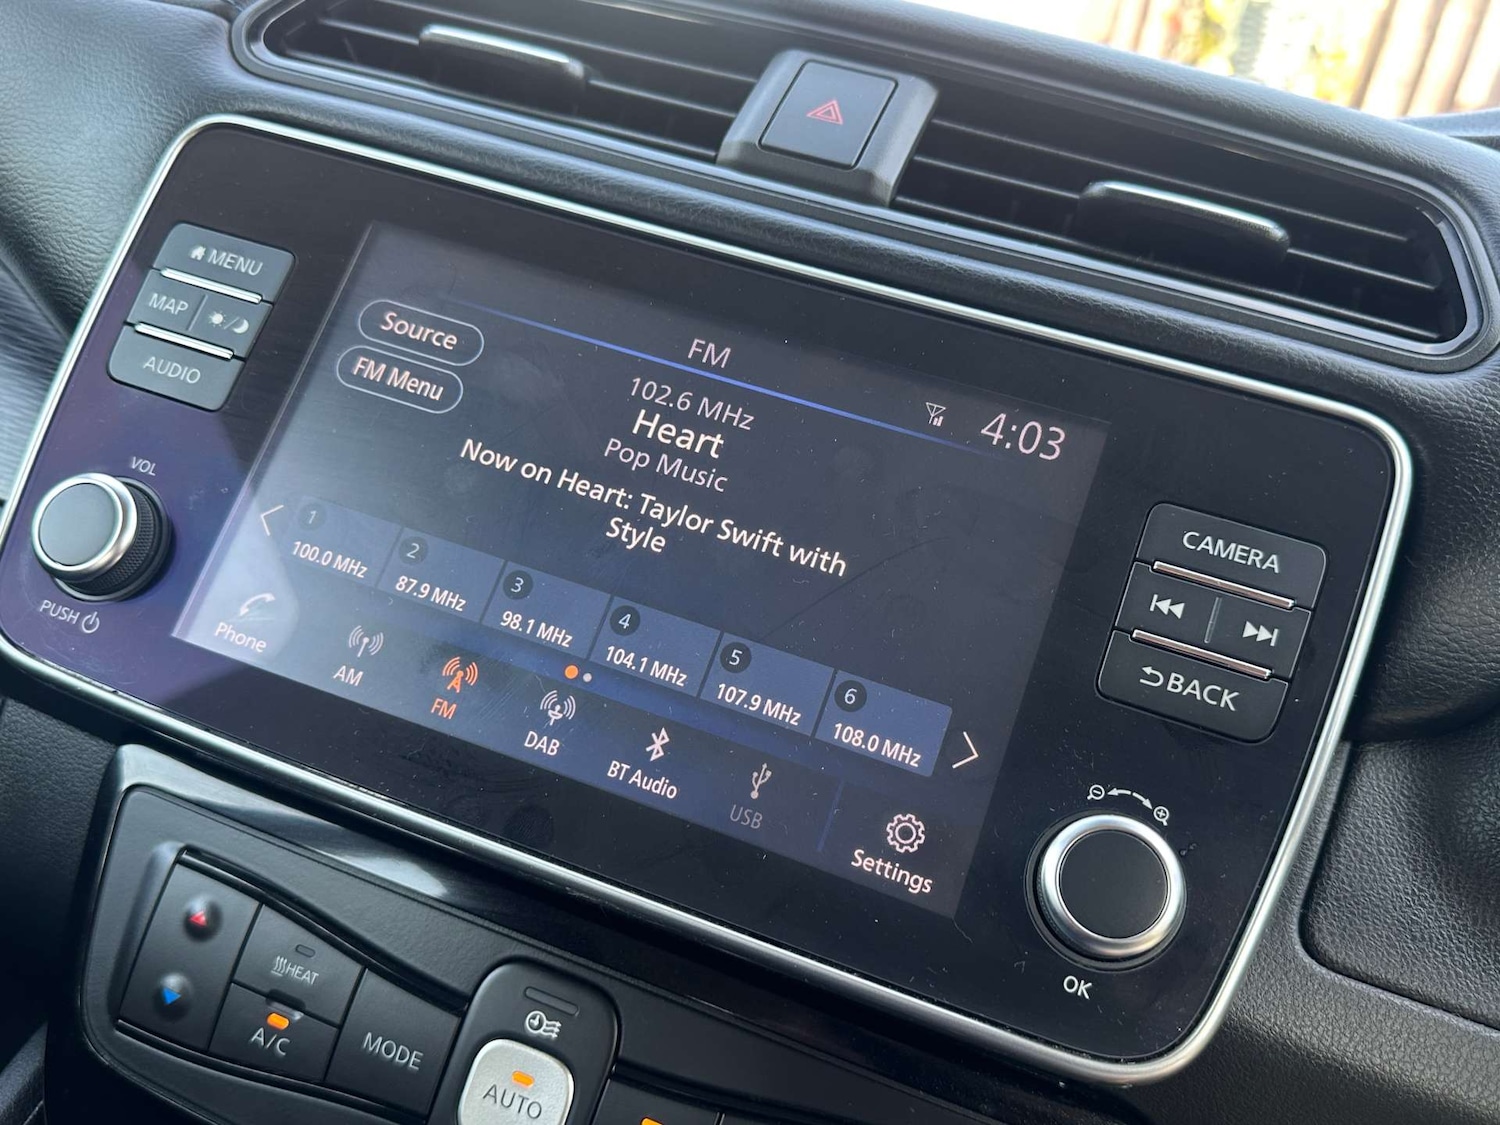 MENU
MAP
AUDIO
VOL
PUSH
Source
FM Menu
FM
4:03
102.6 MHz
Heart
Pop Music
Now on Heart: Taylor Swift with
Style
1
100.0 MHz
2
87.9 MHz
3
98.1 MHz
4
104.1 MHz
5
107.9 MHz
6
108.0 MHz
Phone
AM
FM
DAB
BT Audio
USB
Settings
CAMERA
BACK
OK
HEAT
A/C
MODE
AUTO